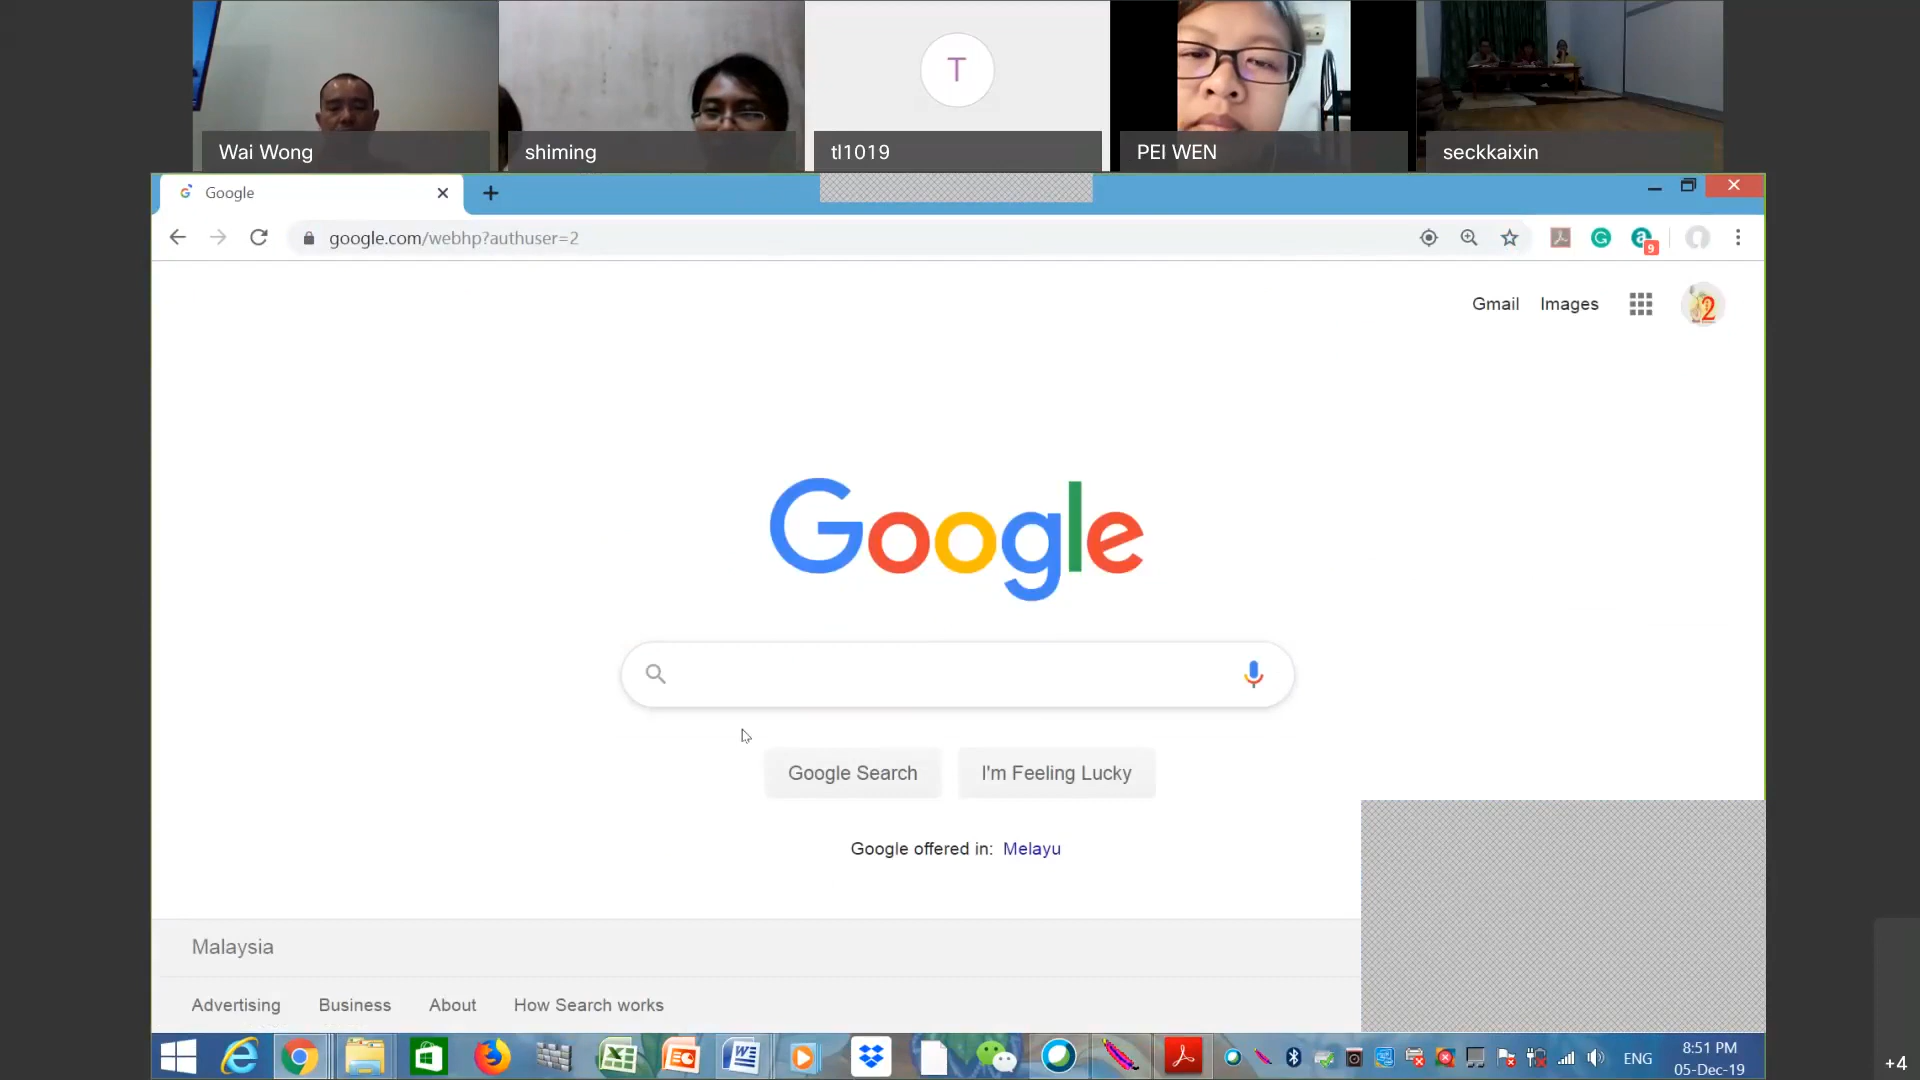 Wai Wong
shiming
T
tl1019
PEI WEN
seckkaixin
Google
google.com/webhp?authuser=2
9
Gmail
Images
2
Google
Google Search
I'm Feeling Lucky
Google offered in: Melayu
Malaysia
Advertising
Business
About
How Search works
ENG
8:51 PM
05-Dec-19
+4